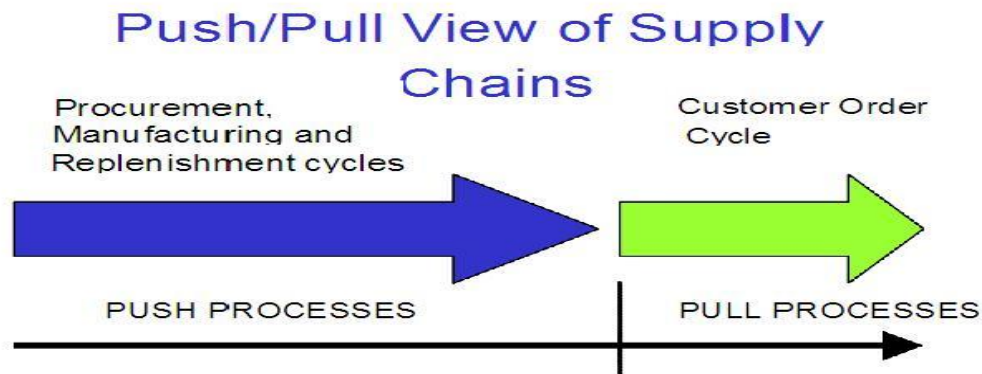 Push/Pull View of Supply
Chains
Procurement,
Manufacturing and
Replenishment cycles
Customer Order
Cycle
PUSH PROCESSES
PULL PROCESSES